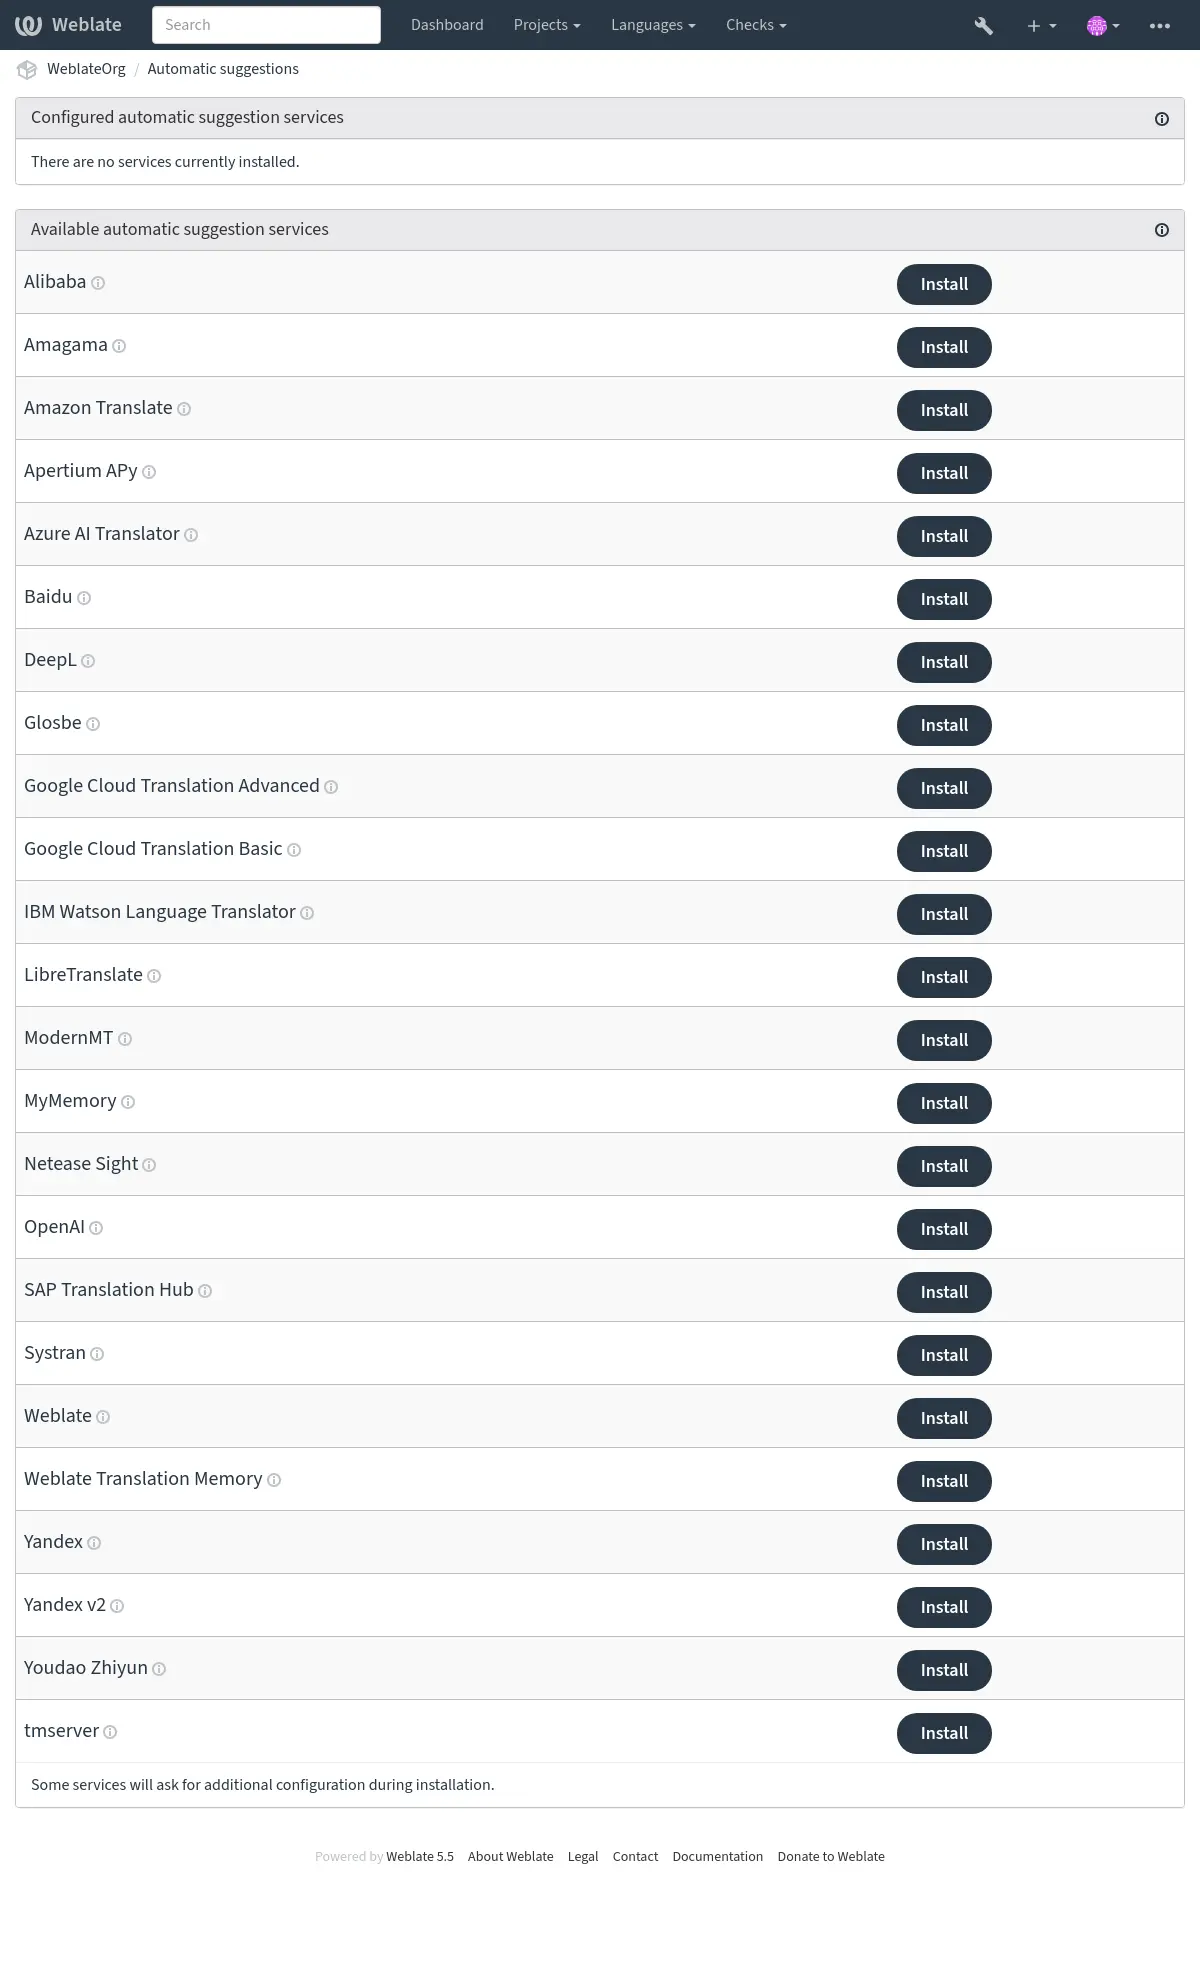 Weblate Search Dashboard Projects Languages Checks
WeblateOrg / Automatic suggestions
Configured automatic suggestion services
There are no services currently installed.
Available automatic suggestion services
Alibaba Install
Amagama Install
Amazon Translate Install
Apertium APy Install
Azure AI Translator Install
Baidu Install
DeepL Install
Glosbe Install
Google Cloud Translation Advanced Install
Google Cloud Translation Basic Install
IBM Watson Language Translator Install
LibreTranslate Install
ModernMT Install
MyMemory Install
Netease Sight Install
OpenAI Install
SAP Translation Hub Install
Systran Install
Weblate Install
Weblate Translation Memory Install
Yandex Install
Yandex v2 Install
Youdao Zhiyun Install
tmserver Install
Some services will ask for additional configuration during installation.
Powered by Weblate 5.5 About Weblate Legal Contact Documentation Donate to Weblate